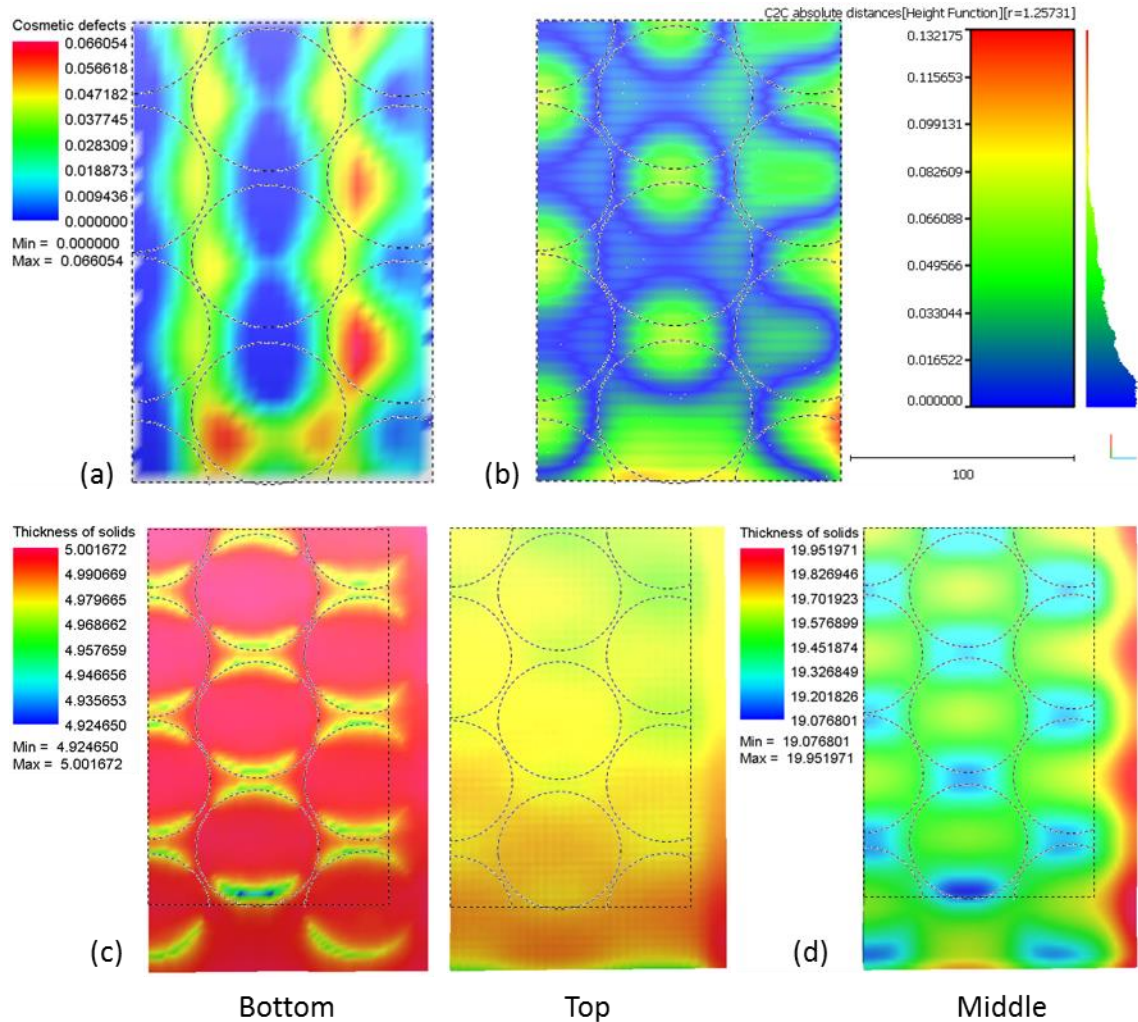 Cosmetic defects
0.066054
0.056618
0.047182
0.037745
0.028309
0.018873
0.009436
0.000000
Min = 0.000000
Max = 0.066054
(a)
C2C absolute distances[Height Function][r=1.25731]
0.132175
0.115653
0.099131
0.082609
0.066088
0.049566
0.033044
0.016522
0.000000
100
(b)
Thickness of solids
5.001672
4.990669
4.979665
4.968662
4.957659
4.946656
4.935653
4.924650
Min = 4.924650
Max = 5.001672
(c)
Thickness of solids
19.951971
19.826946
19.701923
19.576899
19.451874
19.326849
19.201826
19.076801
Min = 19.076801
Max = 19.951971
(d)
Bottom
Top
Middle